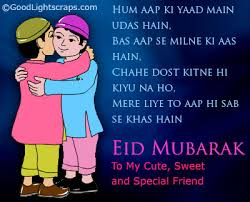 ©GoodLightscraps.com
HUM AAP KI YAAD MAIN
UDAS HAIN,
BAS AAP SE MILNE KI AAS
HAIN,
CHAHE DOST KITNE HI
KIYU NA HO,
MERE LIYE TO AAP HI SAB
SE KHAS HAIN
EID MUBARAK
To My Cute, Sweet
and Special Friend